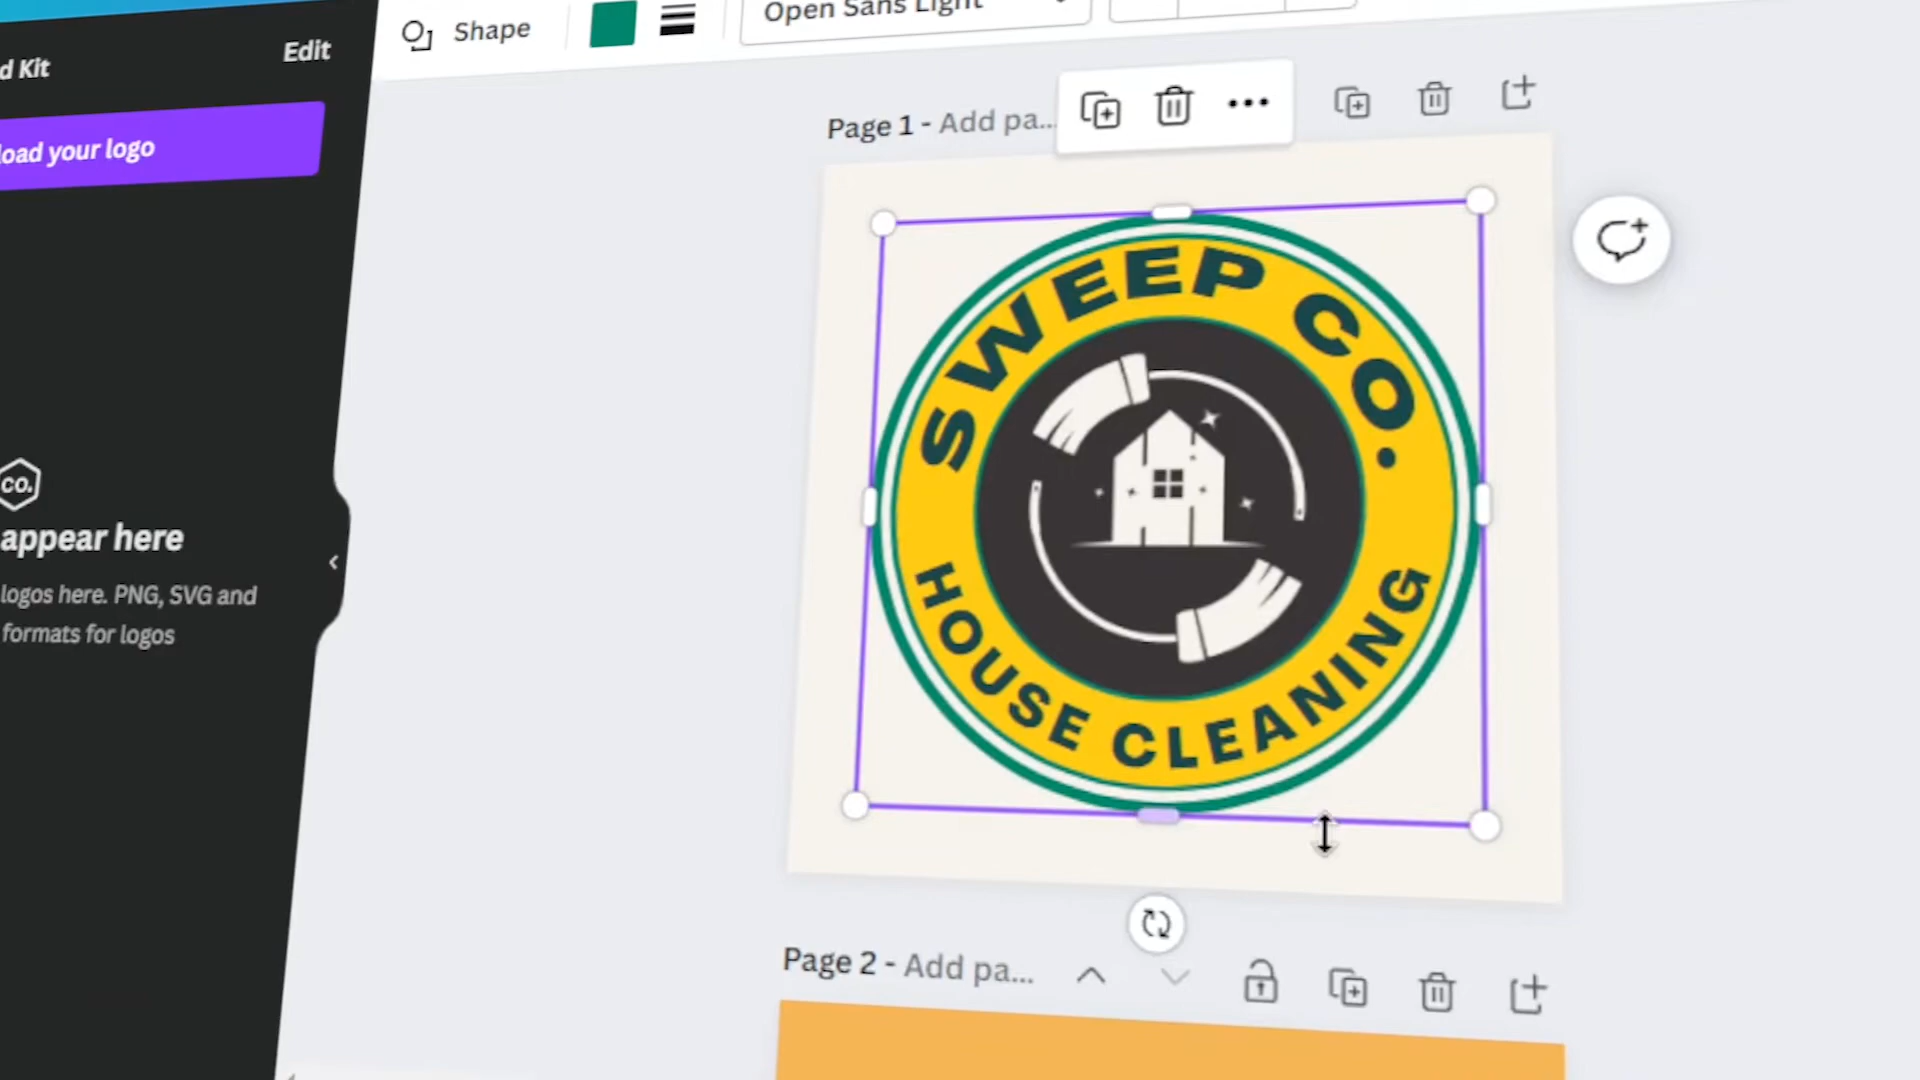 d Kit
Edit
load your logo
CO.
appear here
logos here. PNG, SVG and
formats for logos
Shape
Open Sans Light
Page 1 - Add pa...
SWEEP CO.
HOUSE CLEANING
Page 2 - Add pa...